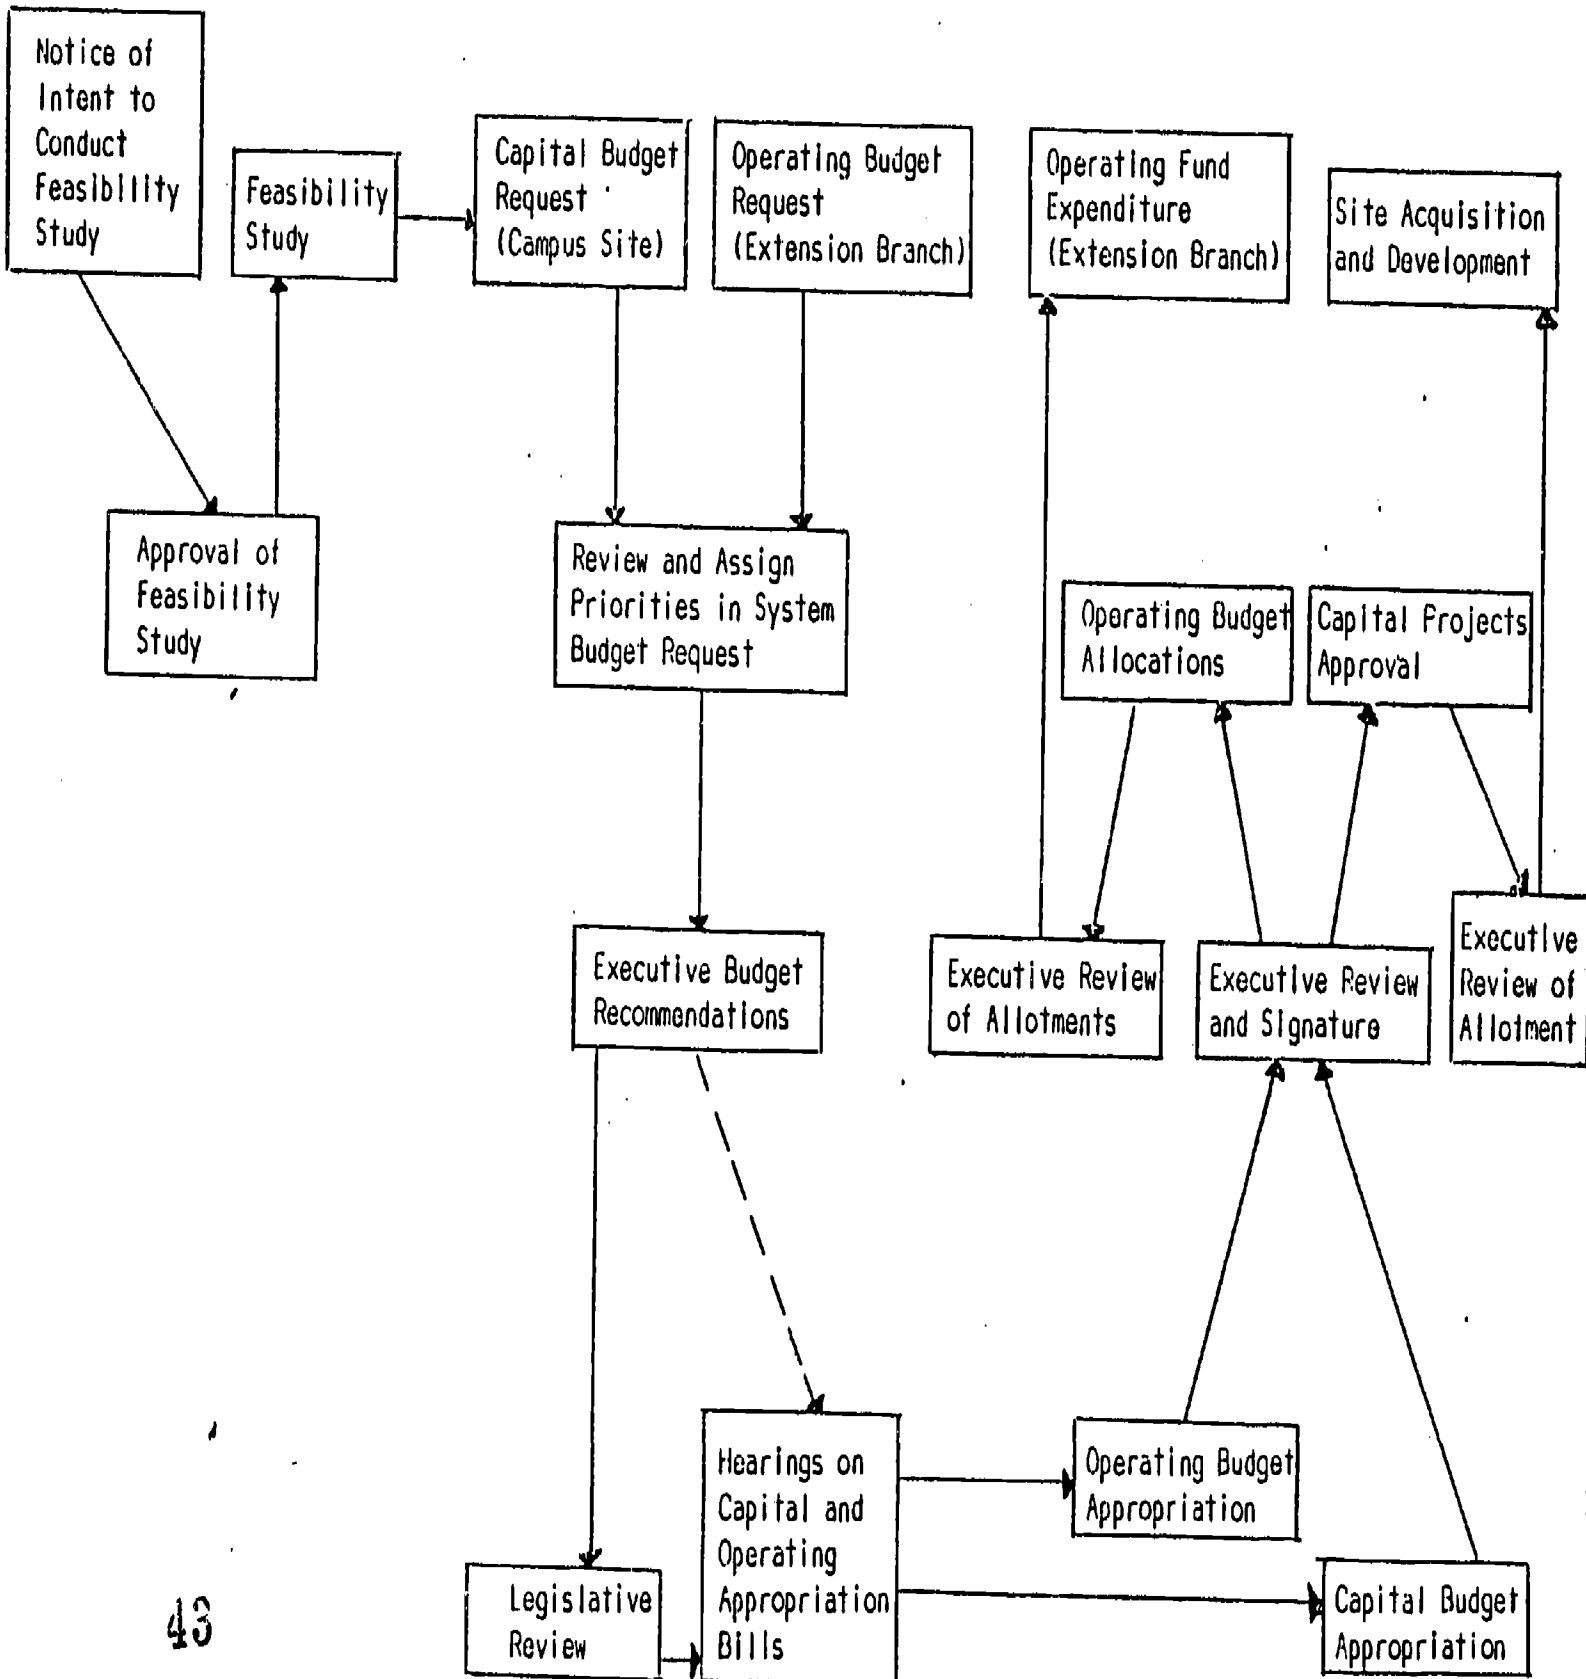 Notice of
Intent to
Conduct
Feasibility
Study
Feasibility
Study
Capital Budget
Request
(Campus Site)
Operating Budget
Request
(Extension Branch)
Operating Fund
Expenditure
(Extension Branch)
Site Acquisition
and Development
Approval of
Feasibility
Study
Review and Assign
Priorities in System
Budget Request
Operating Budget
Allocations
Capital Projects
Approval
Executive Budget
Recommendations
Executive Review
of Allotments
Executive Review
and Signature
Executive
Review of
Allotment
Legislative
Review
Hearings on
Capital and
Operating
Appropriation
Bills
Operating Budget
Appropriation
Capital Budget
Appropriation
43